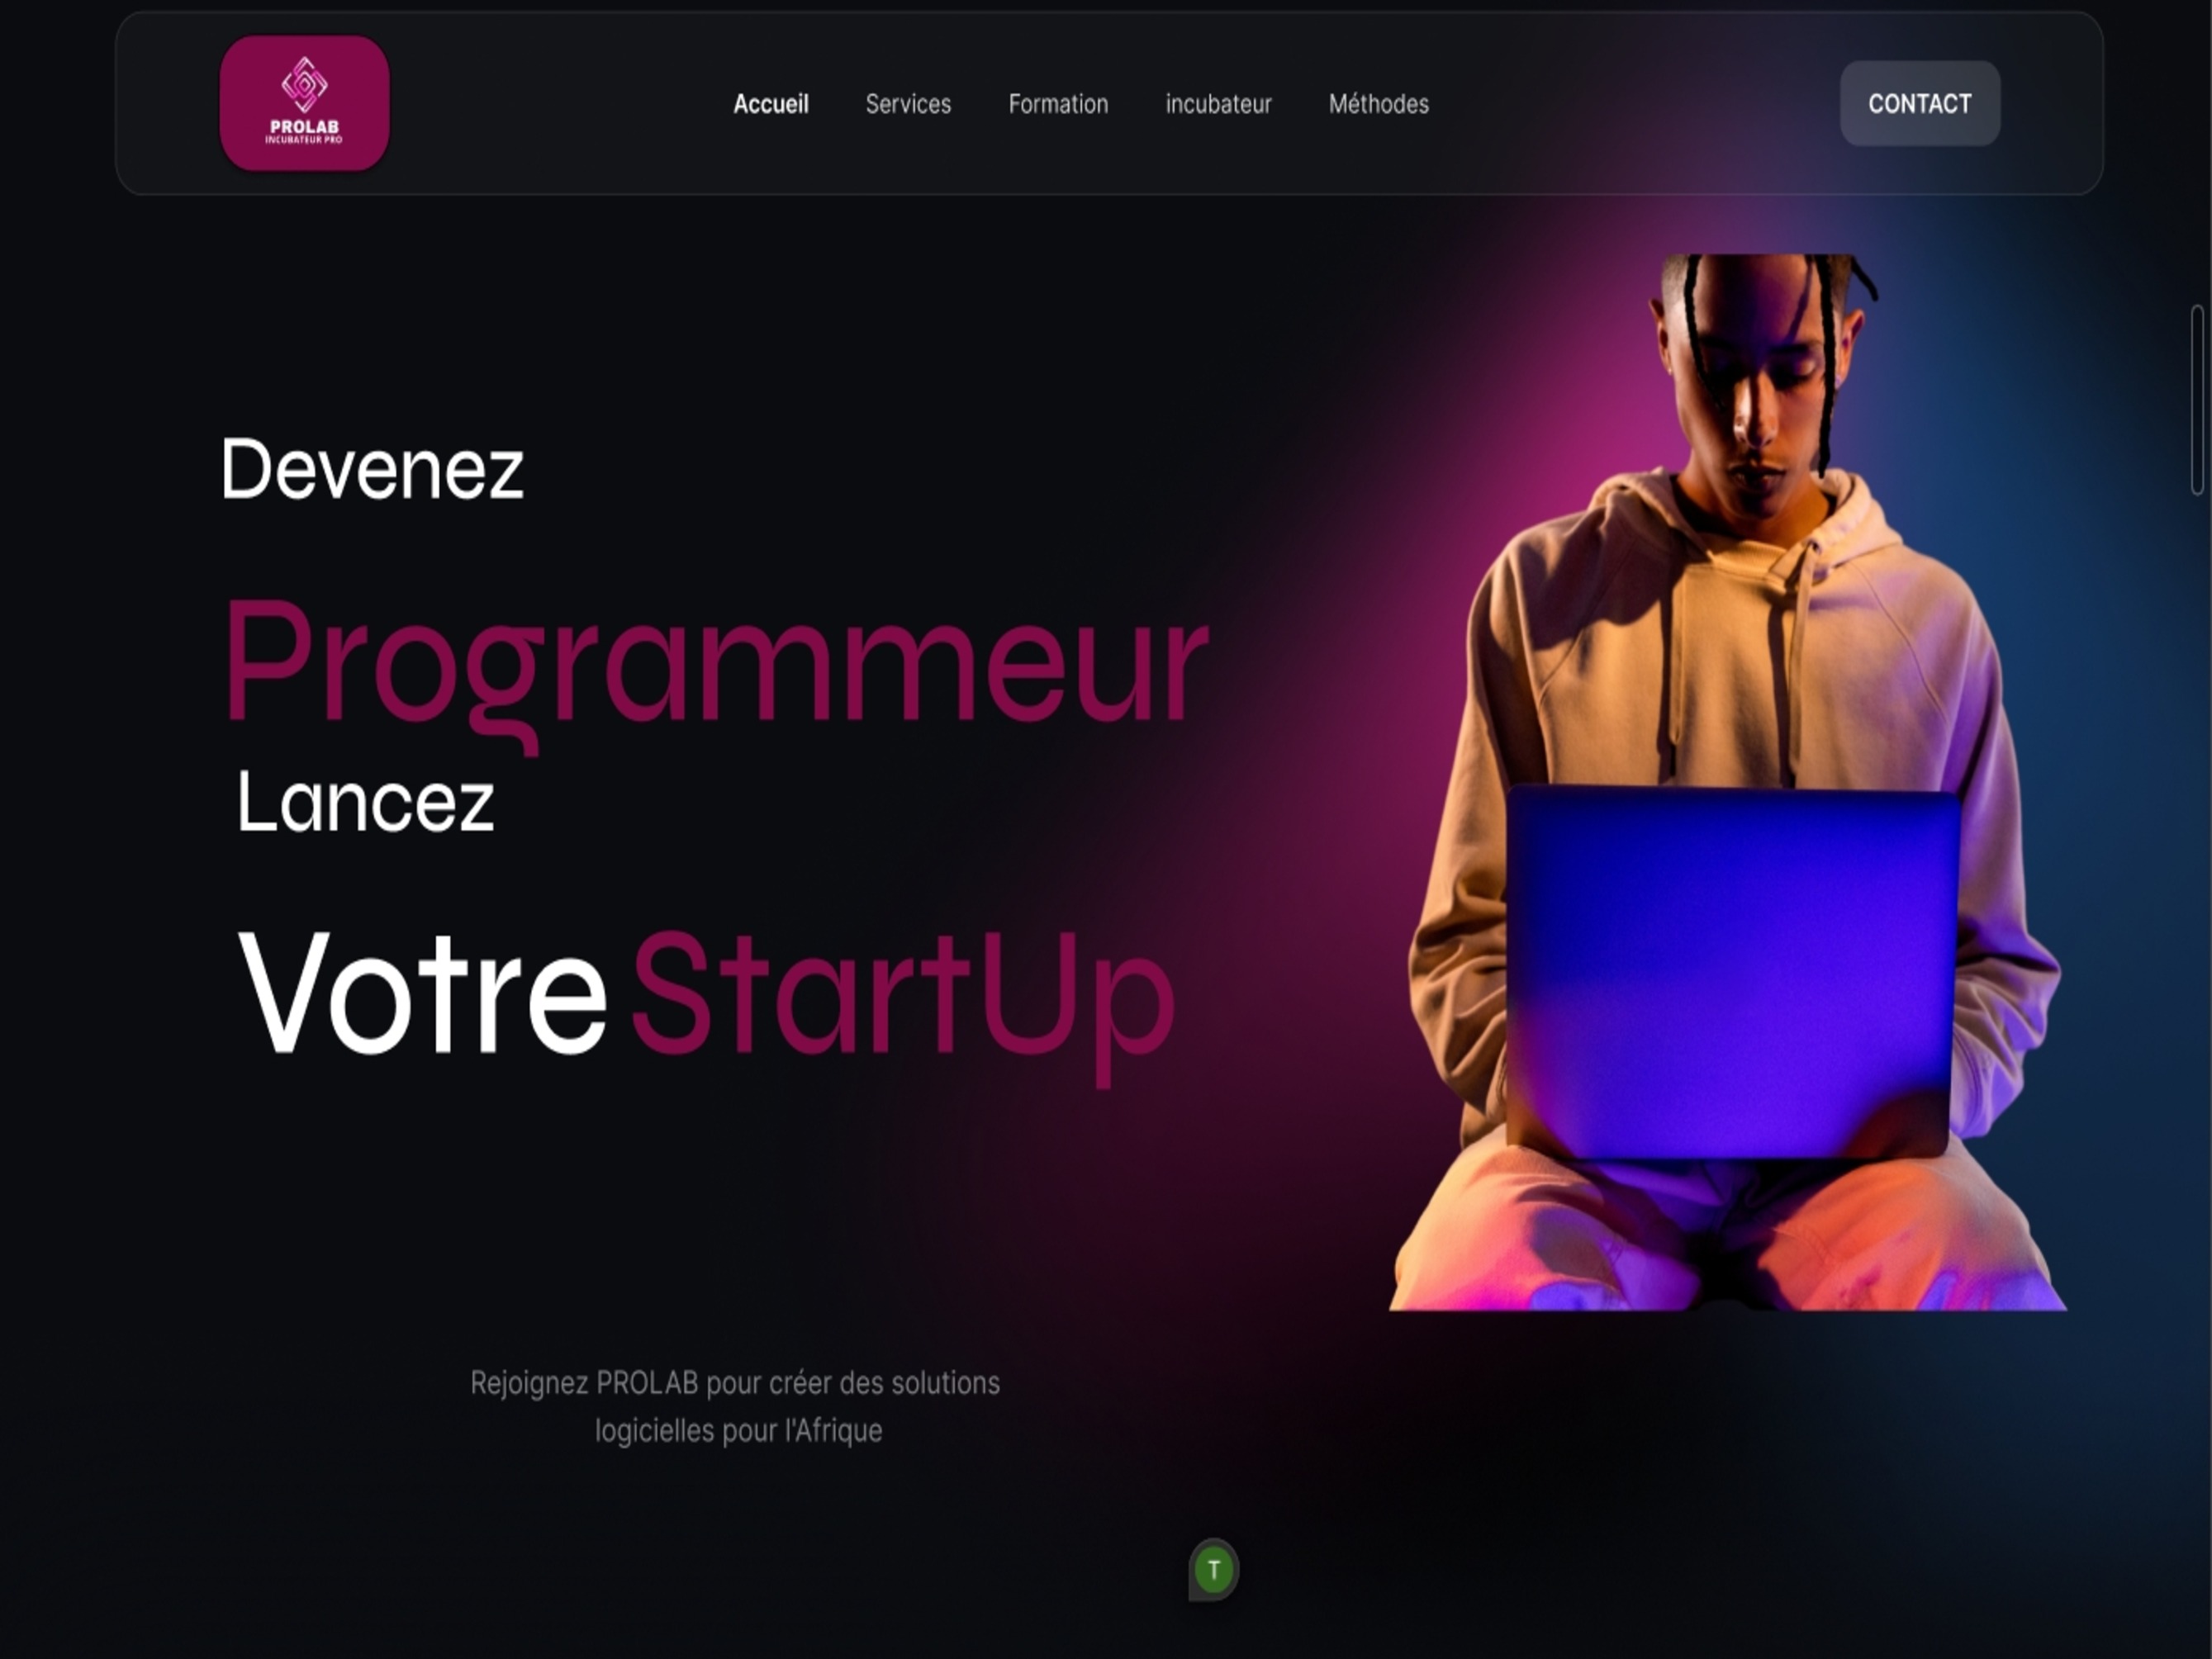 PROLAB
INCUBATEUR PRO
Accueil Services Formation incubateur Méthodes CONTACT
Devenez
Programmeur
Lancez
Votre StartUp
Rejoignez PROLAB pour créer des solutions
logicielles pour l'Afrique
T